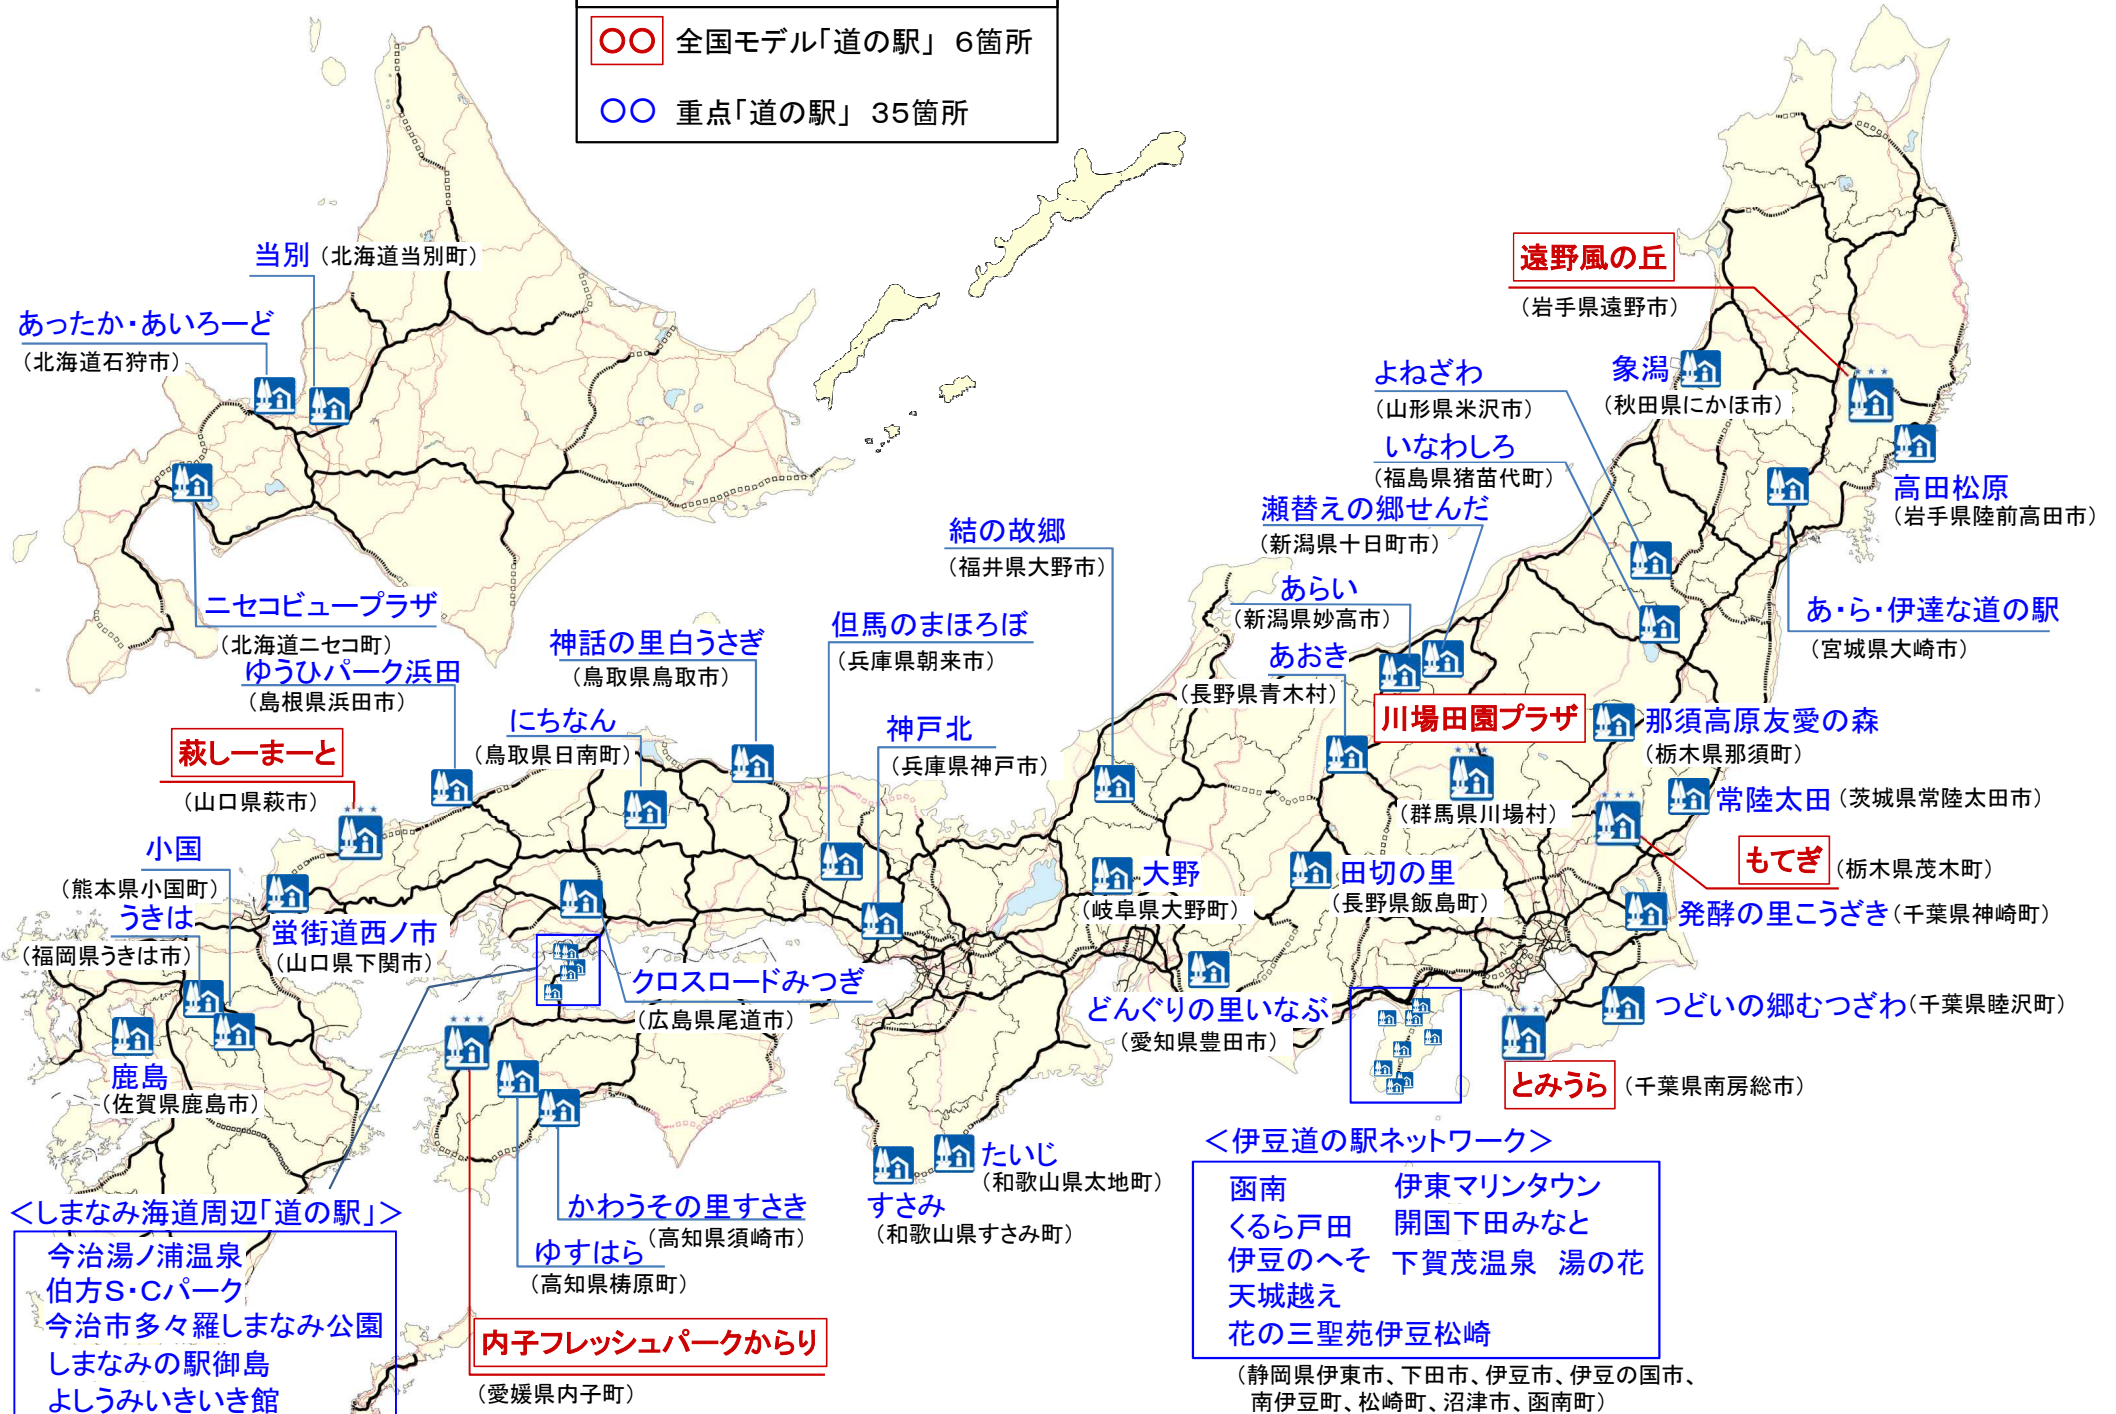 〇〇 全国モデル「道の駅」 6箇所
〇〇 重点「道の駅」 35箇所
当別（北海道当別町）
あったか・あいろーど
（北海道石狩市）
ニセコビュープラザ
（北海道ニセコ町）
遠野風の丘
（岩手県遠野市）
象潟
（秋田県にかほ市）
よねざわ
（山形県米沢市）
いなわしろ
（福島県猪苗代町）
瀬替えの郷せんだ
（新潟県十日町市）
高田松原
（岩手県陸前高田市）
あ・ら・伊達な道の駅
（宮城県大崎市）
結の故郷
（福井県大野市）
あらい
（新潟県妙高市）
あおき
（長野県青木村）
川場田園プラザ
（群馬県川場村）
那須高原友愛の森
（栃木県那須町）
常陸太田（茨城県常陸太田市）
もてぎ（栃木県茂木町）
発酵の里こうざき（千葉県神崎町）
つどいの郷むつざわ（千葉県睦沢町）
とみうら（千葉県南房総市）
ゆうひパーク浜田
（島根県浜田市）
神話の里白うさぎ
（鳥取県鳥取市）
但馬のまほろば
（兵庫県朝来市）
にちなん
（鳥取県日南町）
神戸北
（兵庫県神戸市）
萩しーまーと
（山口県萩市）
小国
（熊本県小国町）
うきは
（福岡県うきは市）
蛍街道西ノ市
（山口県下関市）
鹿島
（佐賀県鹿島市）
クロスロードみつぎ
（広島県尾道市）
大野
（岐阜県大野町）
田切の里
（長野県飯島町）
どんぐりの里いなぶ
（愛知県豊田市）
たいじ
（和歌山県太地町）
すさみ
（和歌山県すさみ町）
かわうその里すさき
（高知県須崎市）
ゆすはら
（高知県梼原町）
内子フレッシュパークからり
（愛媛県内子町）
＜しまなみ海道周辺「道の駅」＞
今治湯ノ浦温泉
伯方S・Cパーク
今治市多々羅しまなみ公園
しまなみの駅御島
よしうみいきいき館
＜伊豆道の駅ネットワーク＞
函南 伊東マリンタウン
くるら戸田 開国下田みなと
伊豆のへそ 下賀茂温泉 湯の花
天城越え
花の三聖苑伊豆松崎
（静岡県伊東市、下田市、伊豆市、伊豆の国市、
南伊豆町、松崎町、沼津市、函南町）